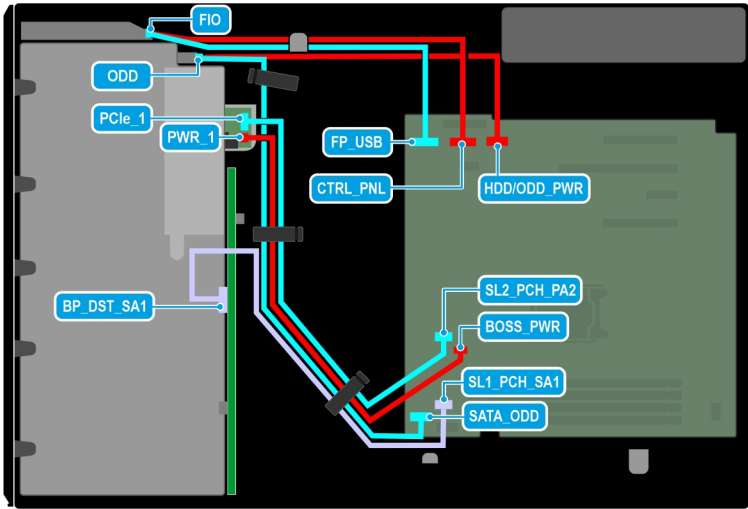 FIO
ODD
PCIe_1
PWR_1
FP_USB
CTRL_PNL
HDD/ODD_PWR
BP_DST_SA1
SL2_PCH_PA2
BOSS_PWR
SL1_PCH_SA1
SATA_ODD